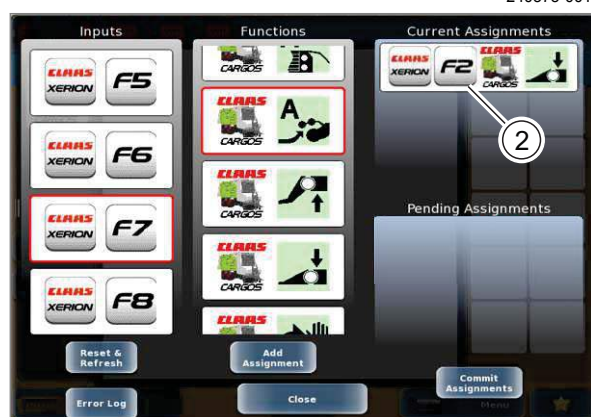 Inputs
Functions
Current Assignments
CLAAS
XERION
F5
CARGOS
CLAAS
XERION
F2
CLAAS
CARGOS
2
CLAAS
XERION
F6
CLAAS
CARGOS
A
CLAAS
XERION
F7
CLAAS
CARGOS
Pending Assignments
CLAAS
XERION
F8
CLAAS
CARGOS
CLAAS
Reset &
Refresh
Add
Assignment
Commit
Assignments
Error Log
Close
Menu